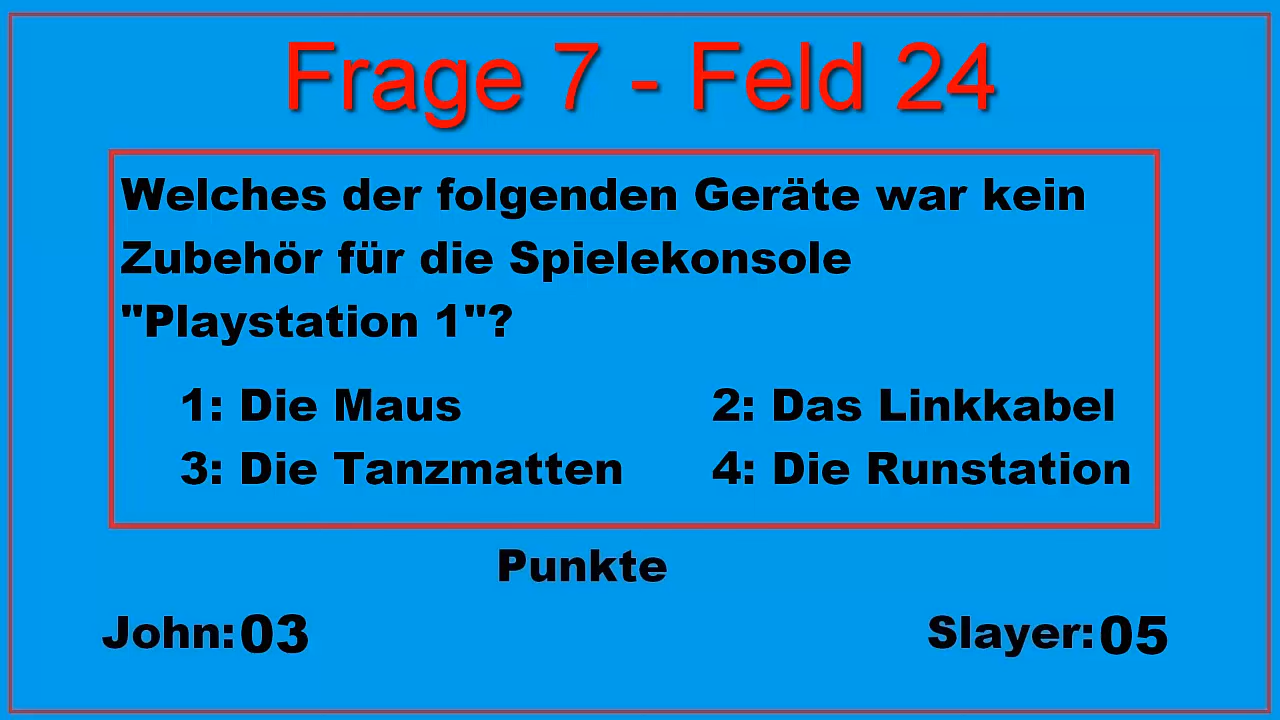 Frage 7 - Feld 24
Welches der folgenden Geräte war kein
Zubehör für die Spielekonsole
"Playstation 1"?
1: Die Maus 2: Das Linkkabel
3: Die Tanzmatten 4: Die Runstation
Punkte
John:03 Slayer:05